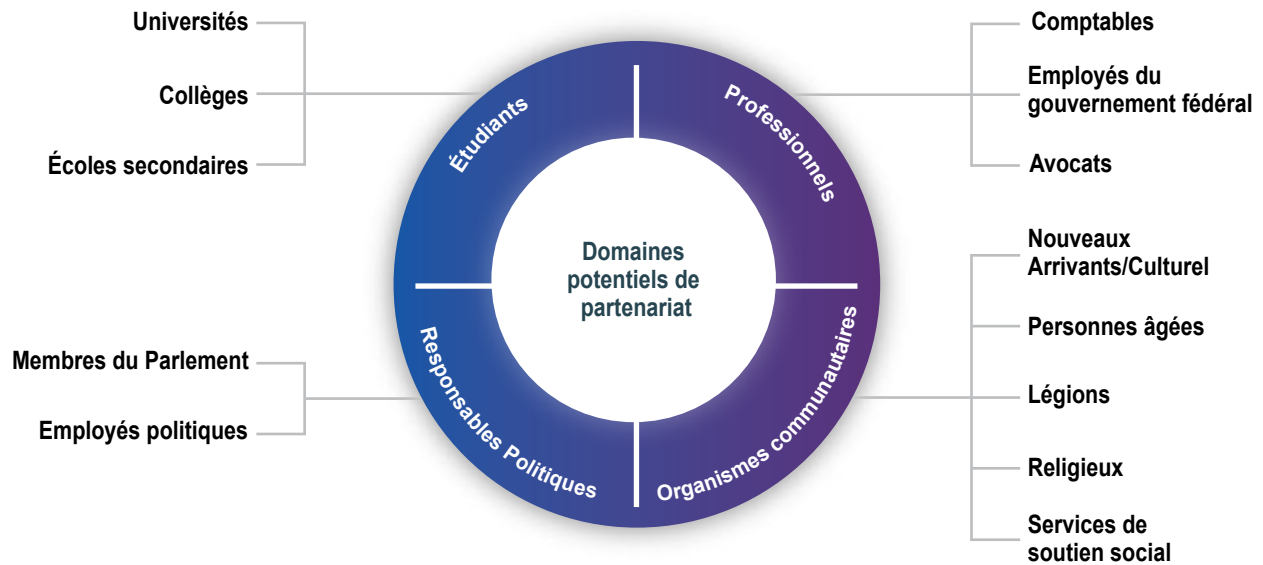 Universités
Collèges
Écoles secondaires
Étudiants
Professionnels
Comptables
Employés du
gouvernement fédéral
Avocats
Domaines
potentiels de
partenariat
Membres du Parlement
Employés politiques
Responsables Politiques
Organismes communautaires
Nouveaux
Arrivants/Culturel
Personnes âgées
Légions
Religieux
Services de
soutien social